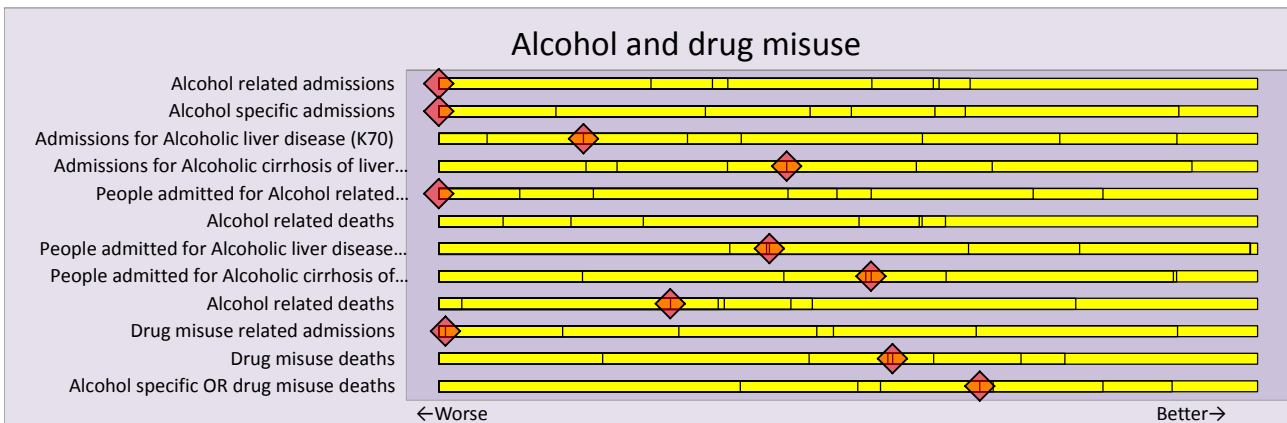 Alcohol and drug misuse
Alcohol related admissions
Alcohol specific admissions
Admissions for Alcoholic liver disease (K70)
Admissions for Alcoholic cirrhosis of liver...
People admitted for Alcohol related...
Alcohol related deaths
People admitted for Alcoholic liver disease...
People admitted for Alcoholic cirrhosis of...
Alcohol related deaths
Drug misuse related admissions
Drug misuse deaths
Alcohol specific OR drug misuse deaths
←Worse Better→